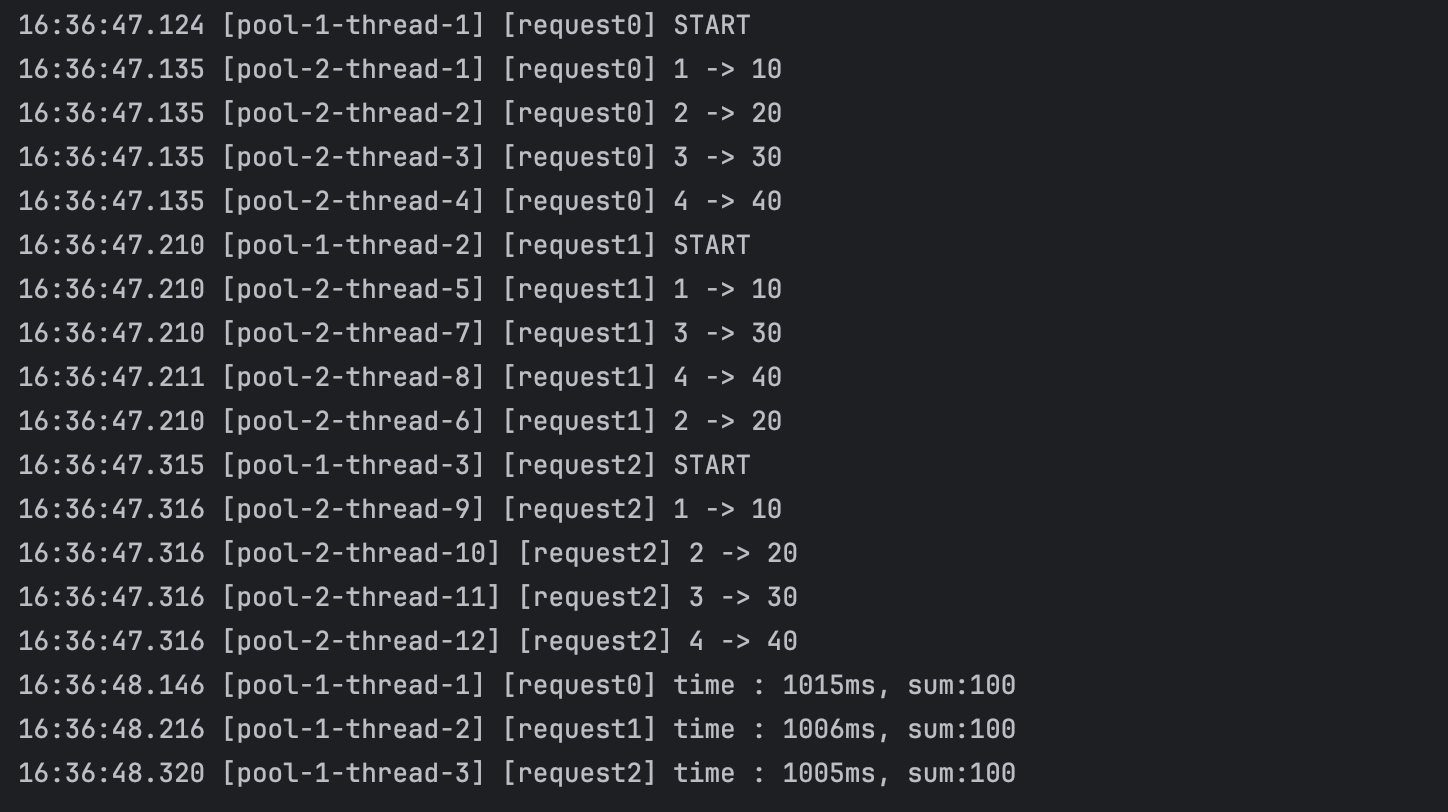 16:36:47.124 [pool-1-thread-1] [request0] START
16:36:47.135 [pool-2-thread-1] [request0] 1 -> 10
16:36:47.135 [pool-2-thread-2] [request0] 2 -> 20
16:36:47.135 [pool-2-thread-3] [request0] 3 -> 30
16:36:47.135 [pool-2-thread-4] [request0] 4 -> 40
16:36:47.210 [pool-1-thread-2] [request1] START
16:36:47.210 [pool-2-thread-5] [request1] 1 -> 10
16:36:47.210 [pool-2-thread-7] [request1] 3 -> 30
16:36:47.211 [pool-2-thread-8] [request1] 4 -> 40
16:36:47.210 [pool-2-thread-6] [request1] 2 -> 20
16:36:47.315 [pool-1-thread-3] [request2] START
16:36:47.316 [pool-2-thread-9] [request2] 1 -> 10
16:36:47.316 [pool-2-thread-10] [request2] 2 -> 20
16:36:47.316 [pool-2-thread-11] [request2] 3 -> 30
16:36:47.316 [pool-2-thread-12] [request2] 4 -> 40
16:36:48.146 [pool-1-thread-1] [request0] time : 1015ms, sum:100
16:36:48.216 [pool-1-thread-2] [request1] time : 1006ms, sum:100
16:36:48.320 [pool-1-thread-3] [request2] time : 1005ms, sum:100